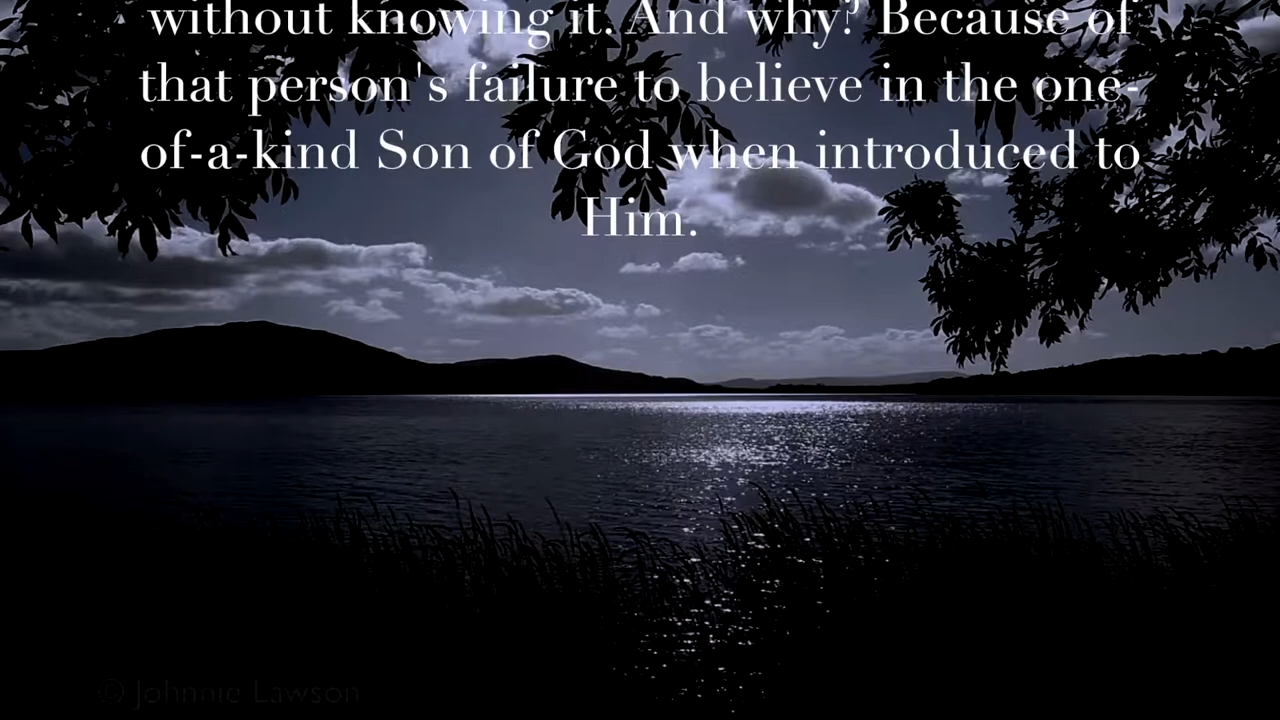 without knowing it. And why? Because of
that person's failure to believe in the one-
of-a-kind Son of God when introduced to
Him.
© Johnnie Lawson